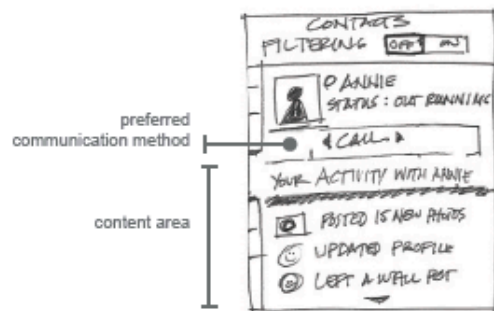 CONTACTS
FILTERING OFF ON
ANNIE
STATUS: OUT RUNNING
preferred
communication method
CALL
YOUR ACTIVITY WITH ANNIE
content area
POSTED 15 NEW PHOTOS
UPDATED PROFILE
LEFT A WALL POST